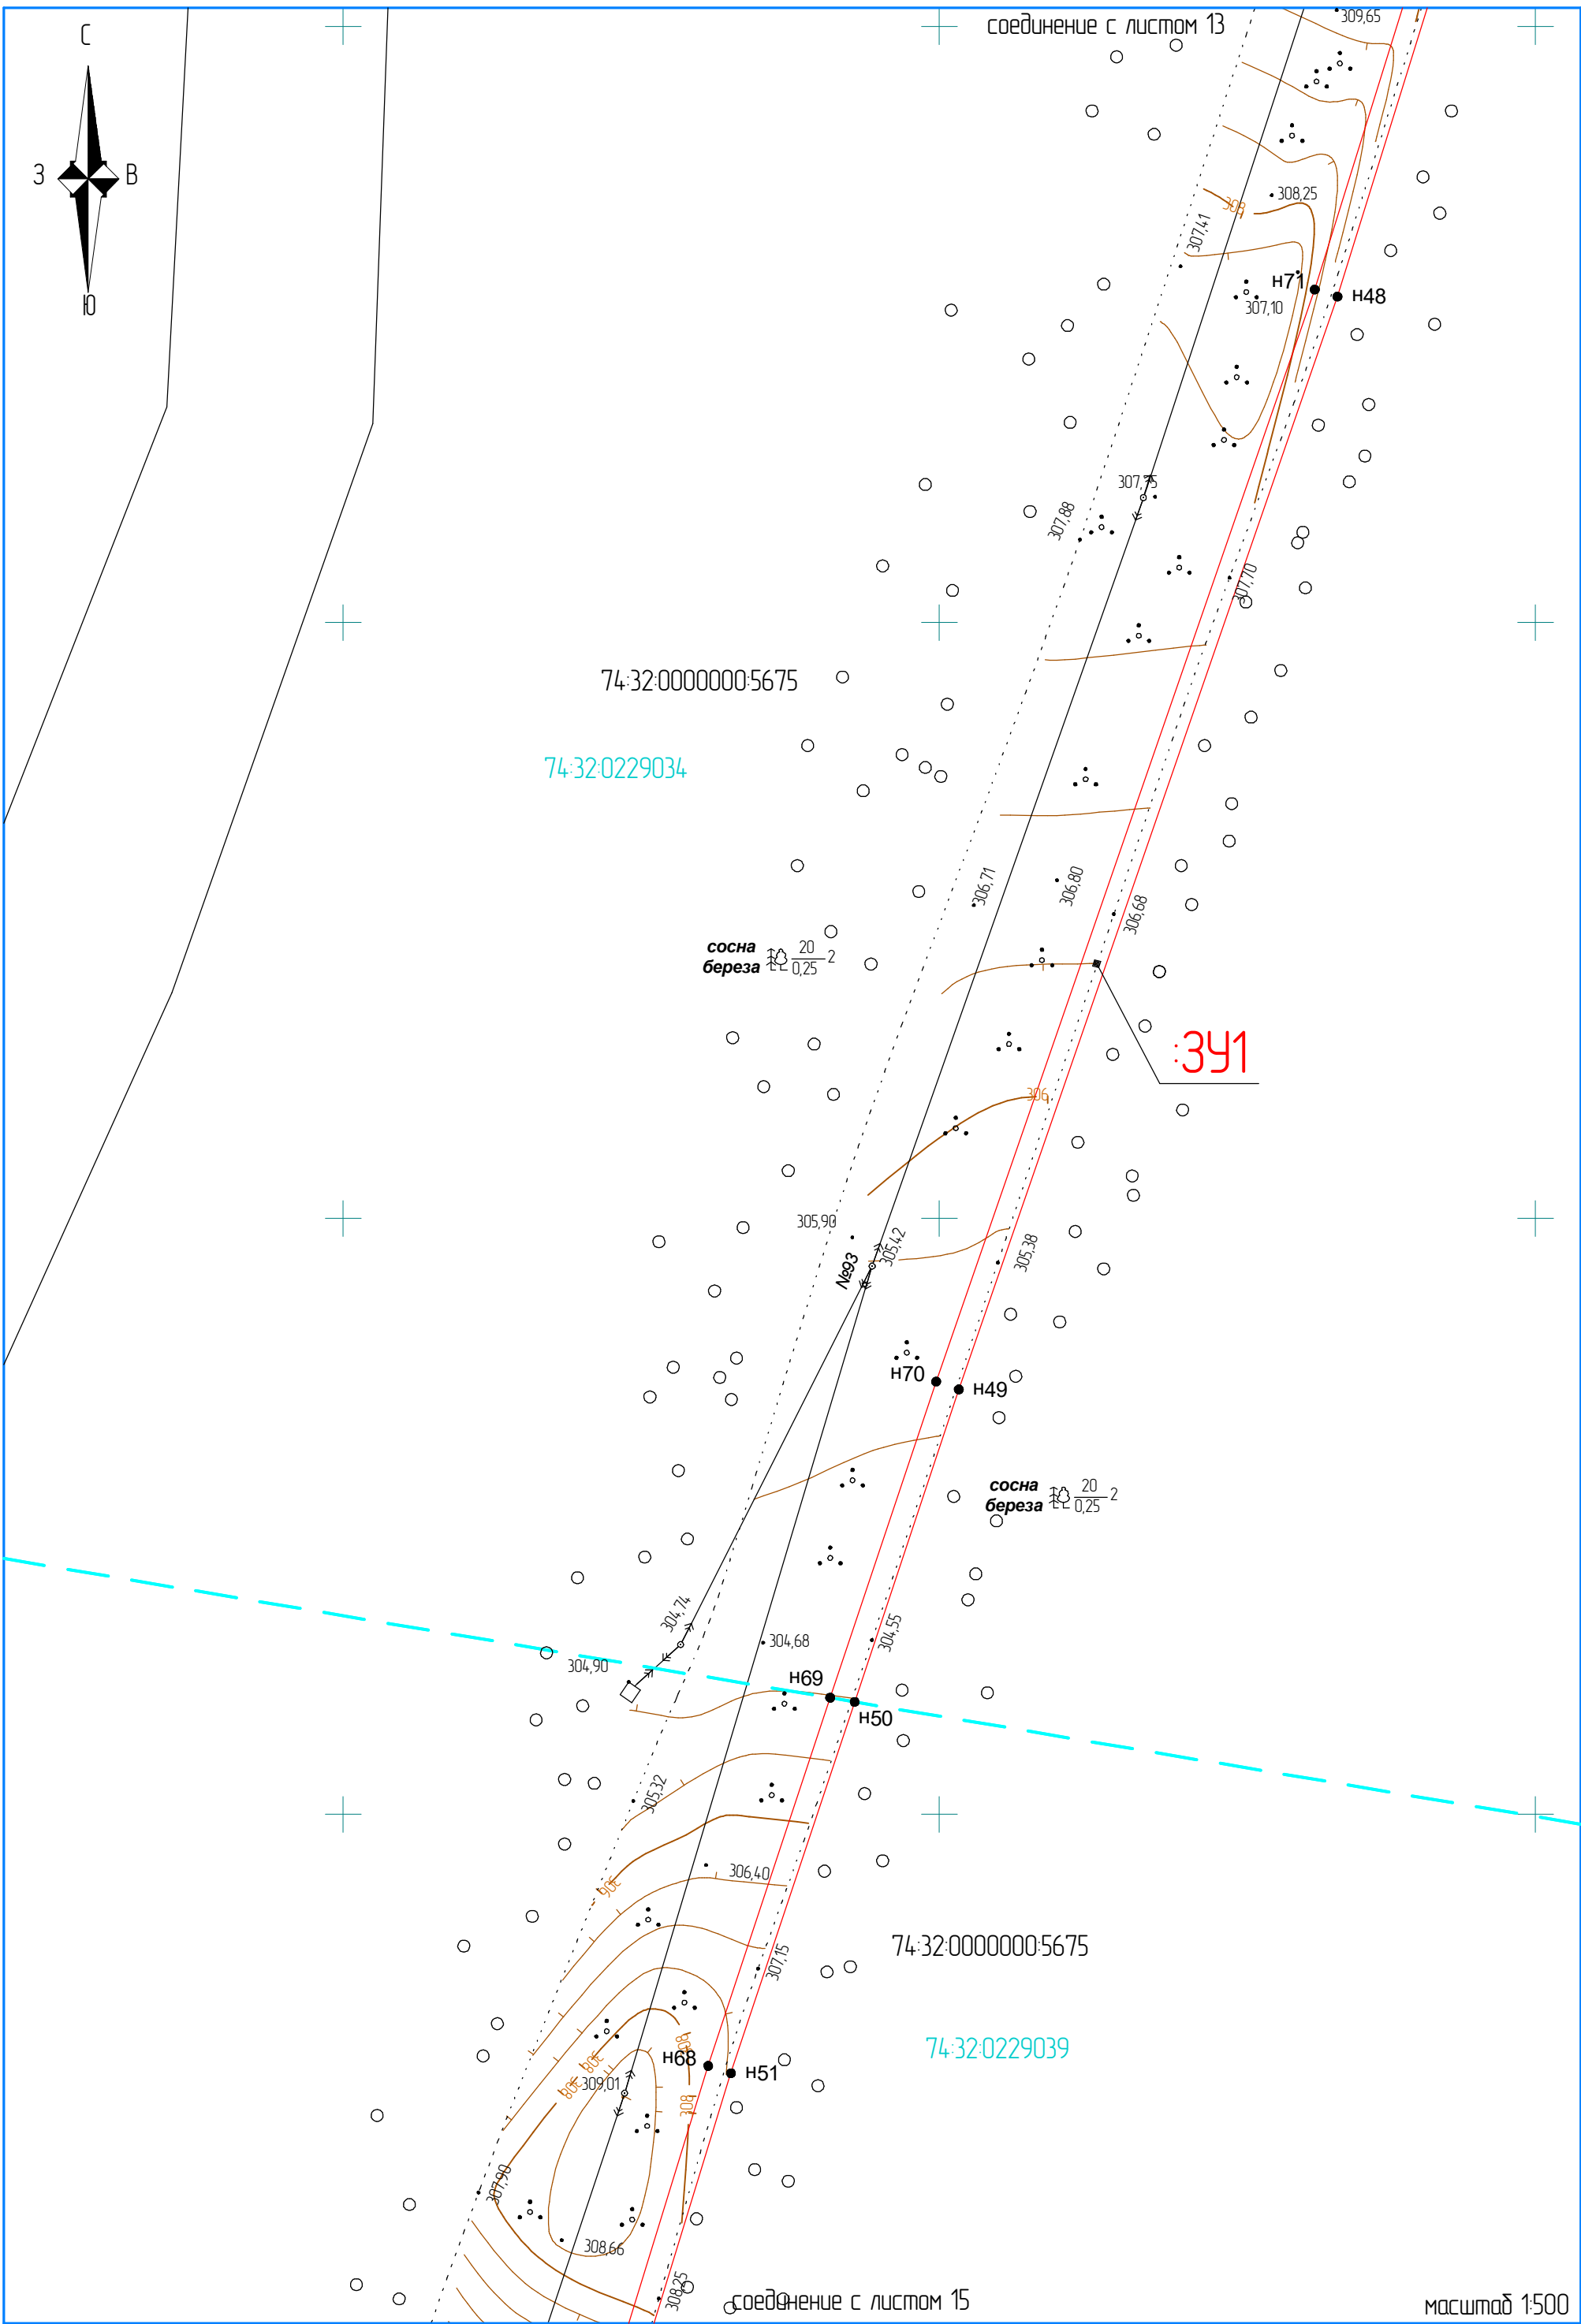 соединение с листом 13
309,65
С
З
В
Ю
308,25
308
307,41
н71
н48
307,10
307,75
307,88
307,70
74:32:0000000:5675
74:32:0229034
306,71
306,80
306,68
сосна
береза
20
0,25
2
:ЗУ1
306
305,90
305,42
305,38
№93
н70
н49
сосна
береза
20
0,25
2
304,74
304,68
304,55
304,90
н69
н50
305,32
306,40
306
74:32:0000000:5675
307,15
74:32:0229039
308
308
308
309,01
н68
н51
308
307,90
308,66
308,25
соединение с листом 15
масштаб 1:500